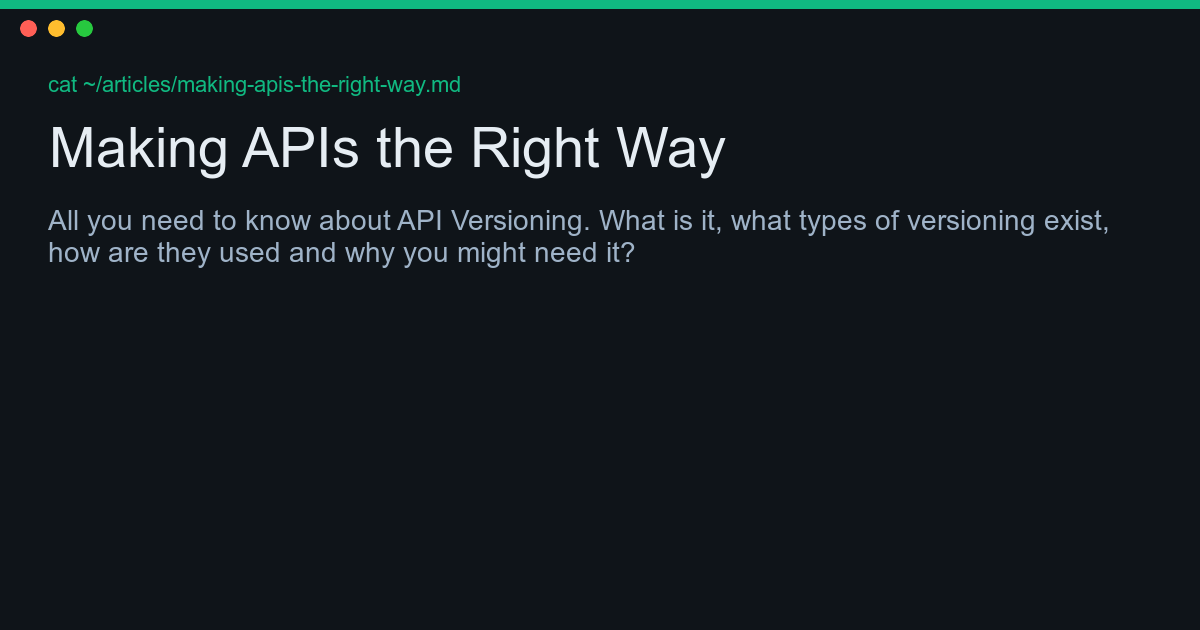 cat ~/articles/making-apis-the-right-way.md
Making APIs the Right Way
All you need to know about API Versioning. What is it, what types of versioning exist,
how are they used and why you might need it?